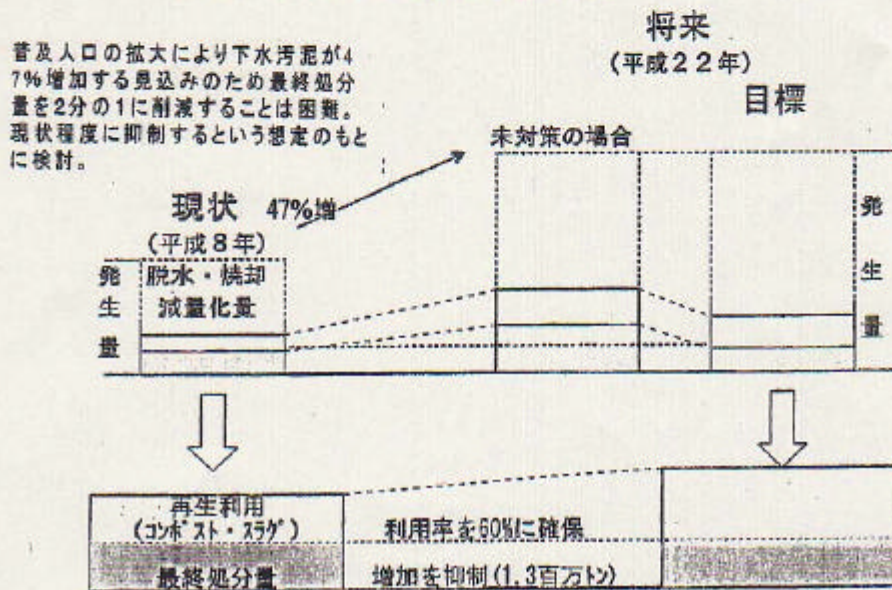 普及人口の拡大により下水汚泥が4
7%増加する見込みのため最終処分
量を2分の1に削減することは困難。
現状程度に抑制するという想定のもと
に検討。
将来
(平成22年)
目標
未対策の場合
現状 47%増
(平成8年)
発生量
脱水・焼却
減量化量
発生量
再生利用
(コンポスト・スラグ)
利用率を60%に確保
最終処分量
増加を抑制(1.3百万トン)